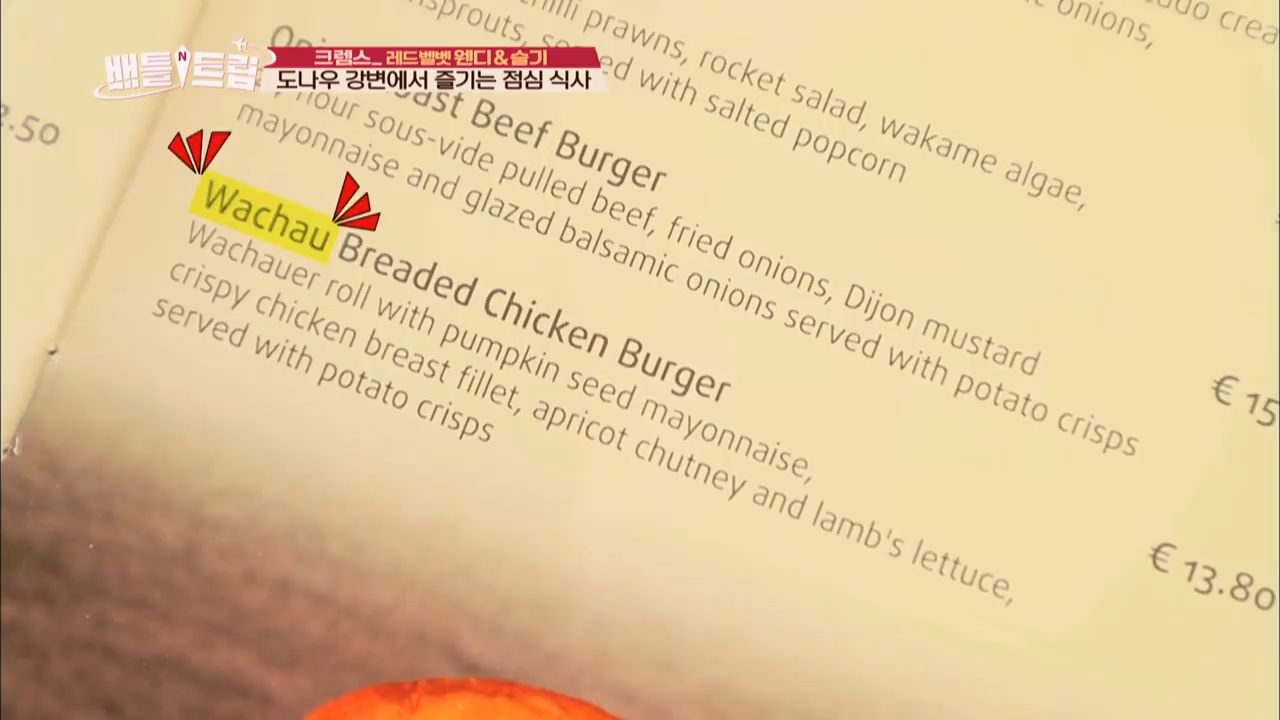 배틀트립
크렘스_레드벨벳 웬디&슬기
도나우 강변에서 즐기는 점심 식사
onions,
chilli prawns, rocket salad, wakame algae,
served with salted popcorn
Beef Burger
hour sous-vide pulled beef, fried onions, Dijon mustard
mayonnaise and glazed balsamic onions served with potato crisps
€ 15
Wachau Breaded Chicken Burger
Wachauer roll with pumpkin seed mayonnaise,
crispy chicken breast fillet, apricot chutney and lamb's lettuce,
served with potato crisps
€ 13.80
.50